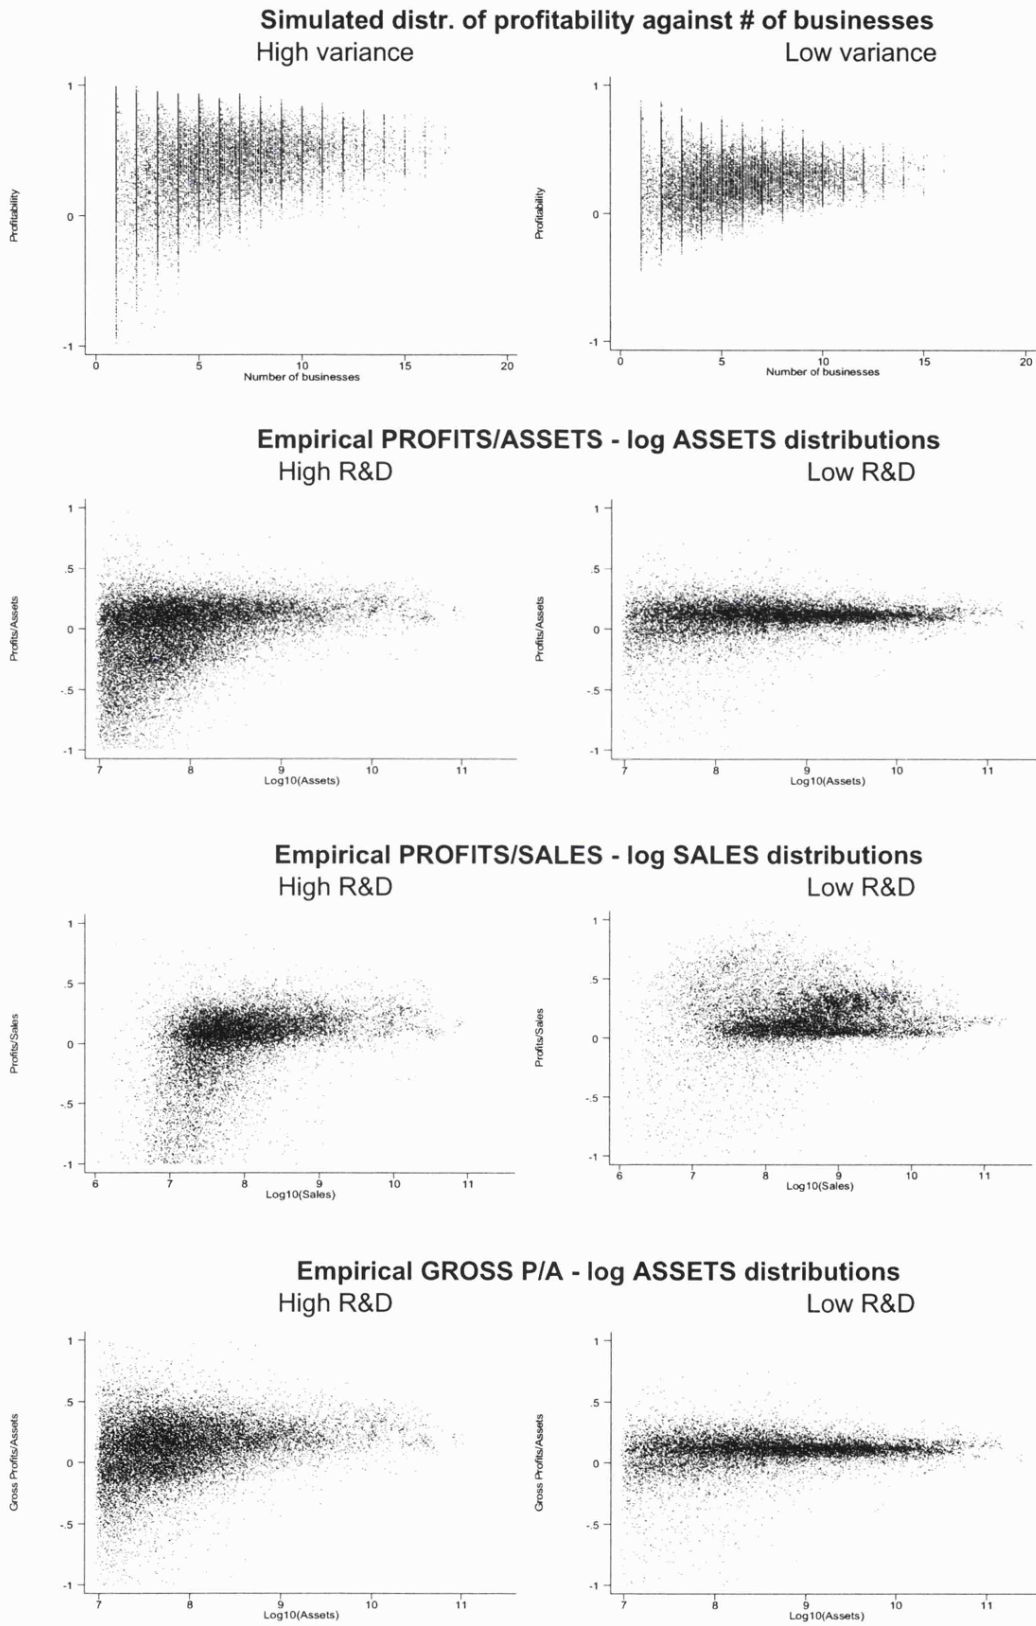 Simulated distr. of profitability against # of businesses
High variance
Low variance
Profitability
1
0
-1
0 5 10 15 20
Number of businesses
Profitability
1
0
-1
0 5 10 15 20
Number of businesses
Empirical PROFITS/ASSETS - log ASSETS distributions
High R&D
Low R&D
Profits/Assets
1
.5
0
-.5
-1
7 8 9 10 11
Log10(Assets)
Profits/Assets
1
.5
0
-.5
-1
7 8 9 10 11
Log10(Assets)
Empirical PROFITS/SALES - log SALES distributions
High R&D
Low R&D
Profits/Sales
1
.5
0
-.5
-1
6 7 8 9 10 11
Log10(Sales)
Profits/Sales
1
.5
0
-.5
-1
6 7 8 9 10 11
Log10(Sales)
Empirical GROSS P/A - log ASSETS distributions
High R&D
Low R&D
Gross Profits/Assets
1
.5
0
-.5
-1
7 8 9 10 11
Log10(Assets)
Gross Profits/Assets
1
.5
0
-.5
-1
7 8 9 10 11
Log10(Assets)